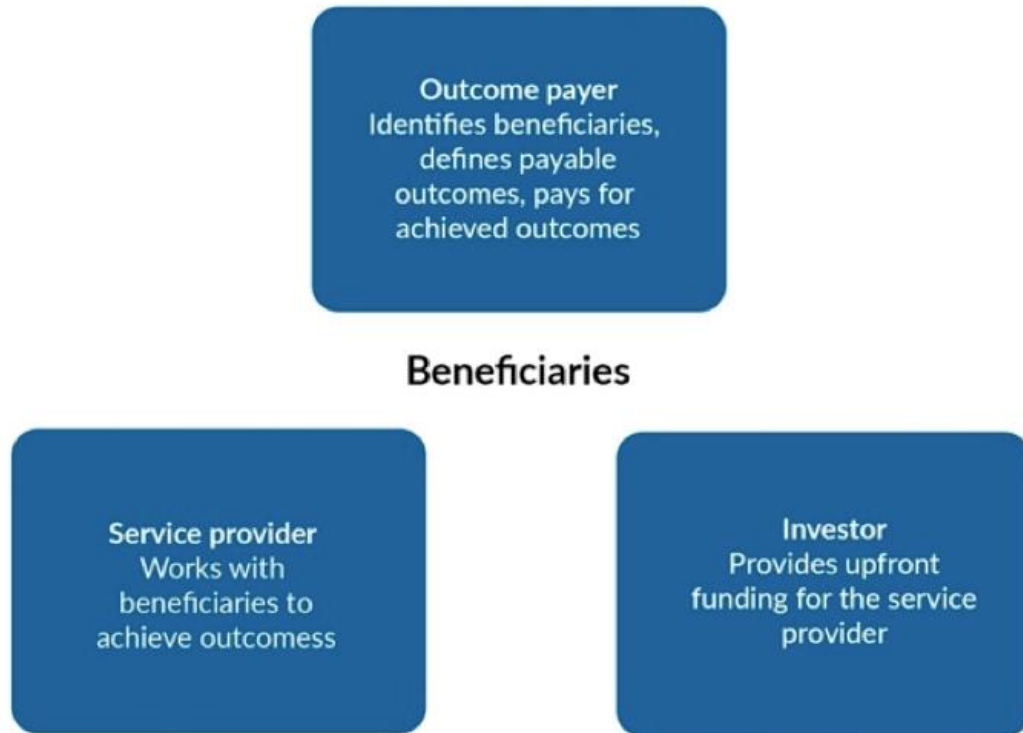 Outcome payer
Identifies beneficiaries,
defines payable
outcomes, pays for
achieved outcomes
Beneficiaries
Service provider
Works with
beneficiaries to
achieve outcomess
Investor
Provides upfront
funding for the service
provider